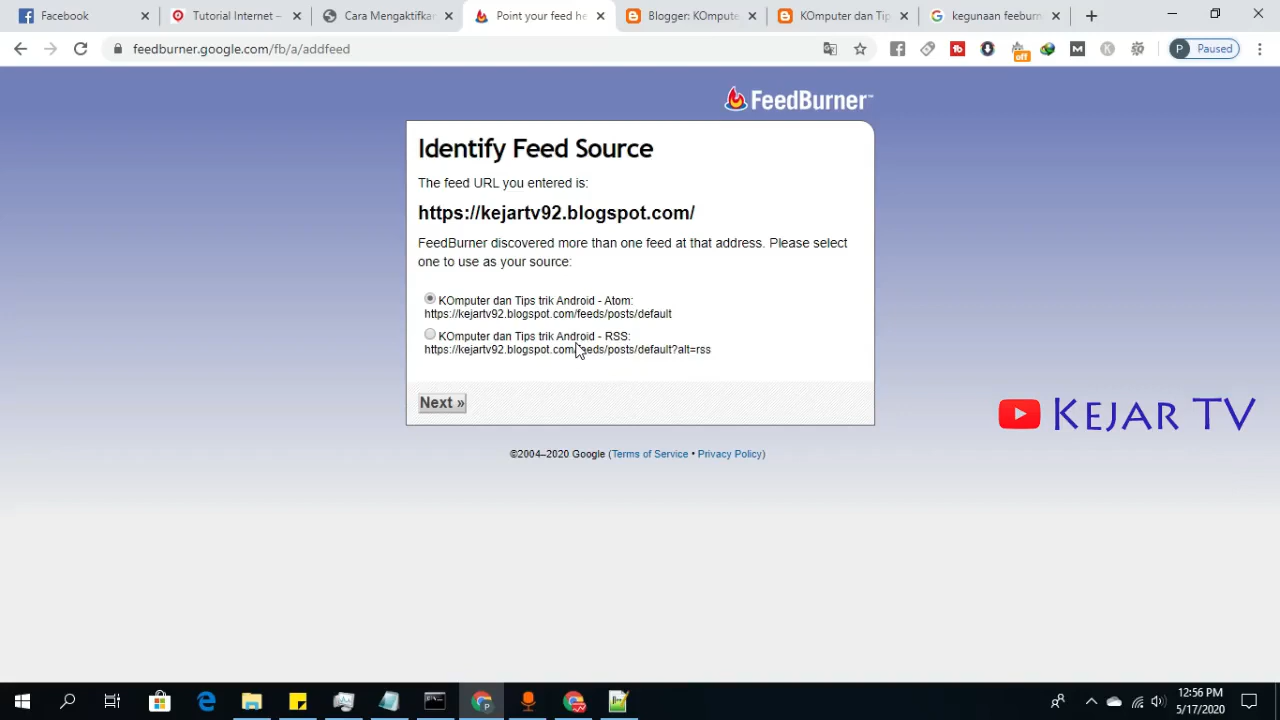 Facebook
Tutorial Internet –
Cara Mengaktifka
Point your feed he
Blogger: KOmpute
KOmputer dan Tip
kegunaan feeburn
feedburner.google.com/fb/a/addfeed
off
P Paused
FeedBurner™
Identify Feed Source
The feed URL you entered is:
https://kejartv92.blogspot.com/
FeedBurner discovered more than one feed at that address. Please select
one to use as your source:
KOmputer dan Tips trik Android - Atom:
https://kejartv92.blogspot.com/feeds/posts/default
KOmputer dan Tips trik Android - RSS:
https://kejartv92.blogspot.com/feeds/posts/default?alt=rss
Next »
KEJAR TV
©2004–2020 Google (Terms of Service • Privacy Policy)
12:56 PM
5/17/2020